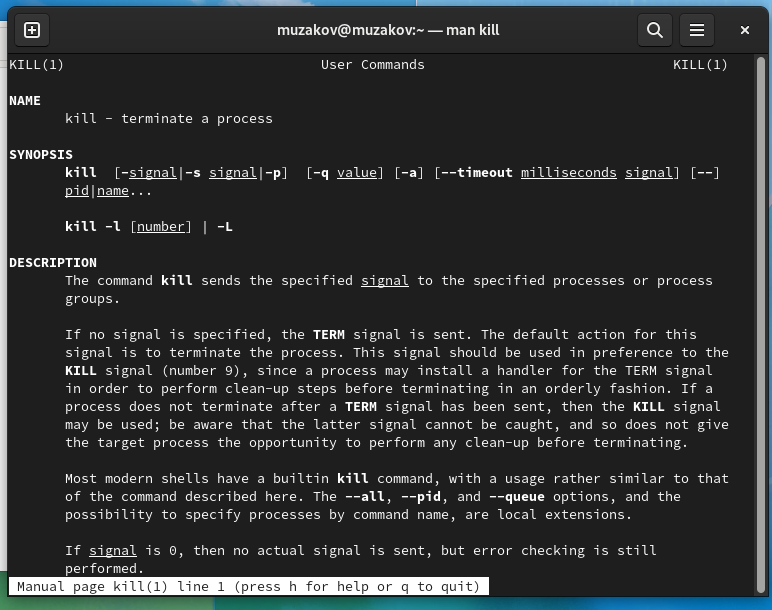 muzakov@muzakov:~ — man kill
KILL(1) User Commands KILL(1)
NAME
kill - terminate a process
SYNOPSIS
kill [-signal|-s signal|-p] [-q value] [-a] [--timeout milliseconds signal] [--]
pid|name...
kill -l [number] | -L
DESCRIPTION
The command kill sends the specified signal to the specified processes or process
groups.
If no signal is specified, the TERM signal is sent. The default action for this
signal is to terminate the process. This signal should be used in preference to the
KILL signal (number 9), since a process may install a handler for the TERM signal
in order to perform clean-up steps before terminating in an orderly fashion. If a
process does not terminate after a TERM signal has been sent, then the KILL signal
may be used; be aware that the latter signal cannot be caught, and so does not give
the target process the opportunity to perform any clean-up before terminating.
Most modern shells have a builtin kill command, with a usage rather similar to that
of the command described here. The --all, --pid, and --queue options, and the
possibility to specify processes by command name, are local extensions.
If signal is 0, then no actual signal is sent, but error checking is still
performed.
Manual page kill(1) line 1 (press h for help or q to quit)